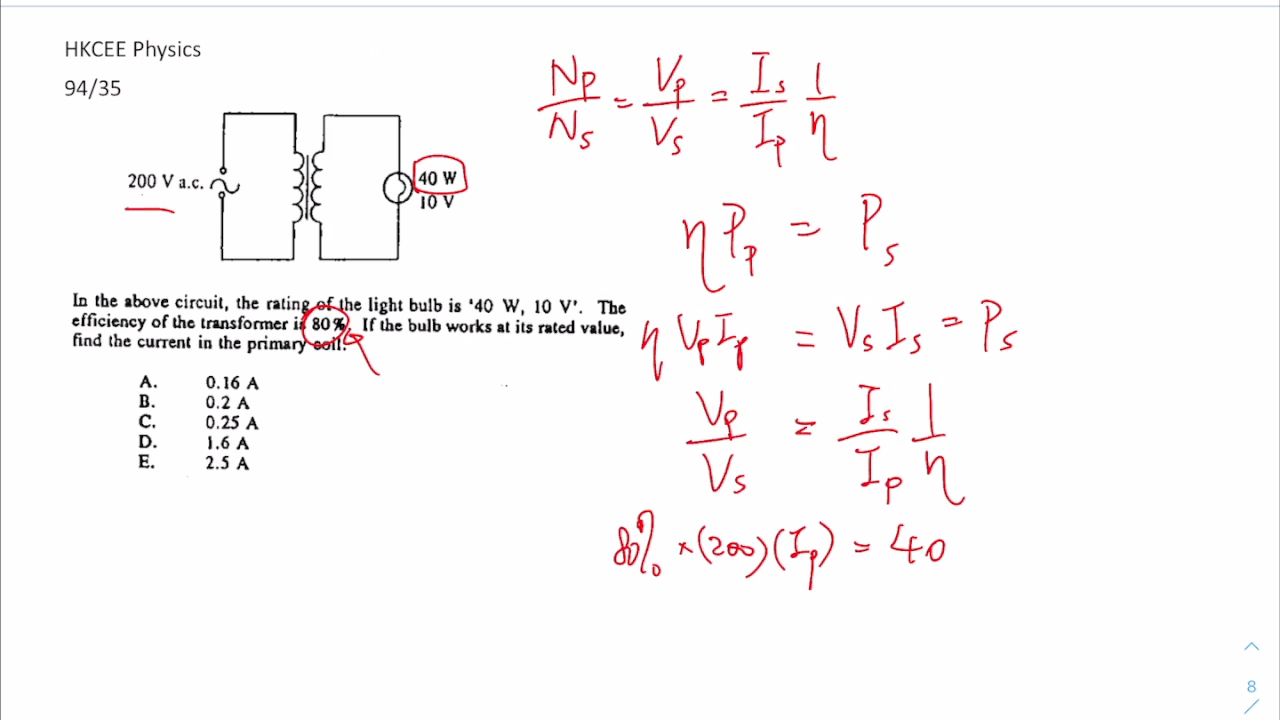 HKCEE Physics
94/35
200 V a.c.
40 W
10 V
In the above circuit, the rating of the light bulb is '40 W, 10 V'. The
efficiency of the transformer is 80%. If the bulb works at its rated value,
find the current in the primary coil.
A. 0.16 A
B. 0.2 A
C. 0.25 A
D. 1.6 A
E. 2.5 A
Np/Ns = Vp/Vs = Is/Ip 1/η
ηPp = Ps
ηVpIp = VsIs = Ps
Vp/Vs = Is/Ip 1/η
80% × (200)(Ip) = 40
8